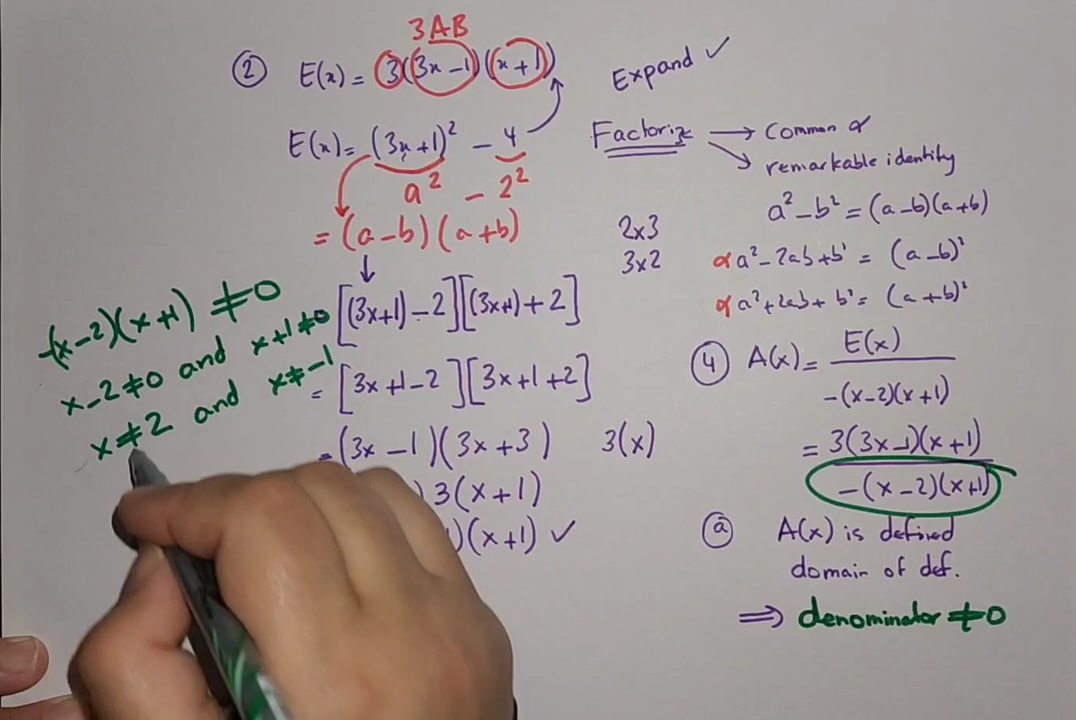 3AB
② E(x) = 3(3x-1)(x+1)
Expand ✓
E(x) = (3x+1)² - 4
Factorize → Common ∝
→ remarkable identity
a² - 2²
= (a-b)(a+b)
a² - b² = (a-b)(a+b)
2x3
3x2
∝ a² - 2ab + b² = (a-b)²
∝ a² + 2ab + b² = (a+b)²
[(3x+1)-2][(3x+1)+2]
= [3x+1-2][3x+1+2]
= (3x-1)(3x+3) 3(x)
) 3(x+1)
)(x+1) ✓
-(x-2)(x+1) ≠ 0
x-2≠0 and x+1≠0
x≠2 and x≠-1
④ A(x) = E(x)
-(x-2)(x+1)
= 3(3x-1)(x+1)
-(x-2)(x+1)
ⓐ A(x) is defined
domain of def.
⇒ denominator ≠0